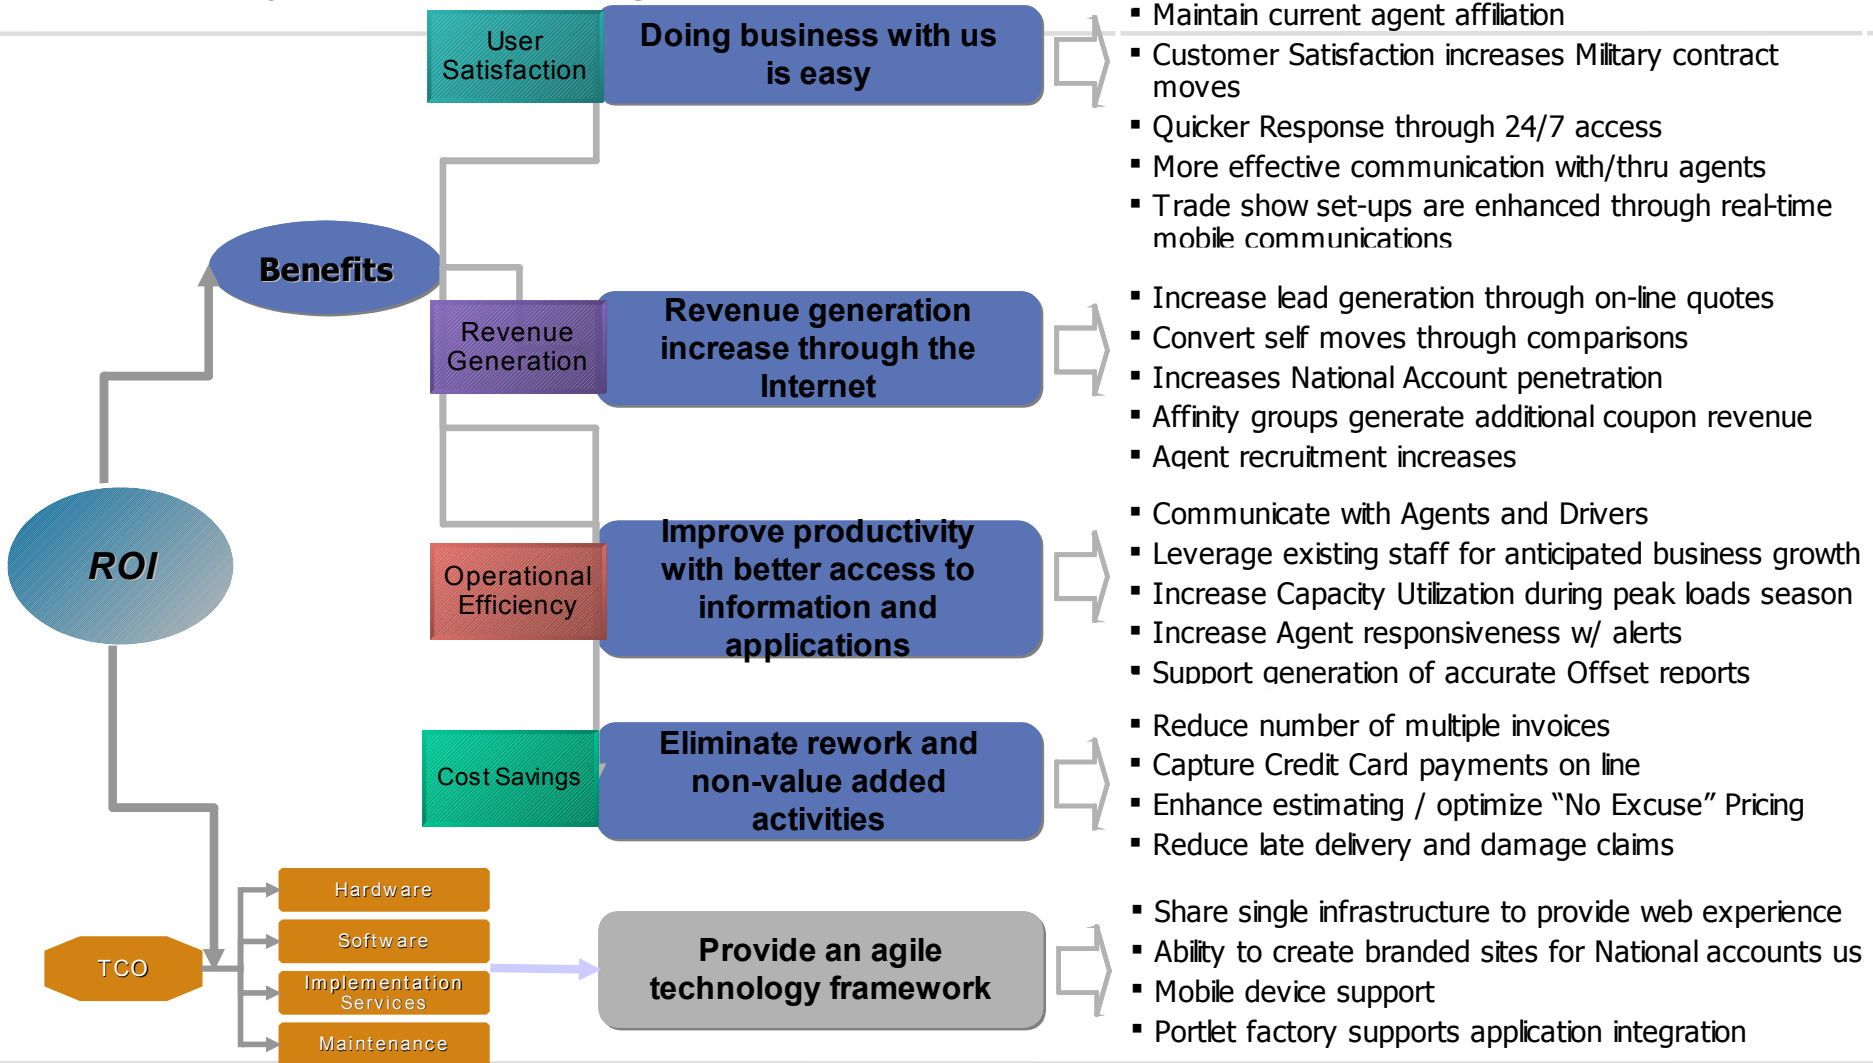 User
Satisfaction
Doing business with us
is easy
▪ Maintain current agent affiliation
▪ Customer Satisfaction increases Military contract
moves
▪ Quicker Response through 24/7 access
▪ More effective communication with/thru agents
▪ Trade show set-ups are enhanced through real-time
mobile communications
Benefits
Revenue
Generation
Revenue generation
increase through the
Internet
▪ Increase lead generation through on-line quotes
▪ Convert self moves through comparisons
▪ Increases National Account penetration
▪ Affinity groups generate additional coupon revenue
▪ Agent recruitment increases
ROI
Operational
Efficiency
Improve productivity
with better access to
information and
applications
▪ Communicate with Agents and Drivers
▪ Leverage existing staff for anticipated business growth
▪ Increase Capacity Utilization during peak loads season
▪ Increase Agent responsiveness w/ alerts
▪ Support generation of accurate Offset reports
Cost Savings
Eliminate rework and
non-value added
activities
▪ Reduce number of multiple invoices
▪ Capture Credit Card payments on line
▪ Enhance estimating / optimize “No Excuse” Pricing
▪ Reduce late delivery and damage claims
TCO
Hardware
Software
Implementation
Services
Maintenance
Provide an agile
technology framework
▪ Share single infrastructure to provide web experience
▪ Ability to create branded sites for National accounts us
▪ Mobile device support
▪ Portlet factory supports application integration